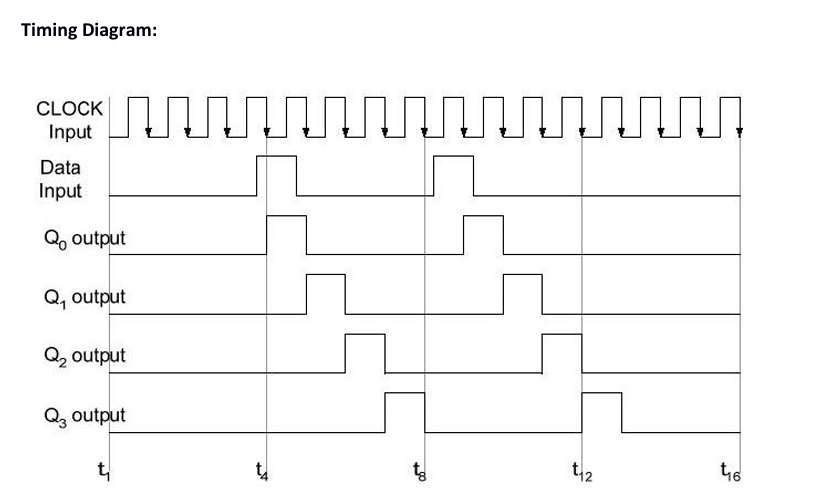 Timing Diagram:
CLOCK
Input
Data
Input
Q₀ output
Q₁ output
Q₂ output
Q₃ output
t₁ t₄ t₈ t₁₂ t₁₆